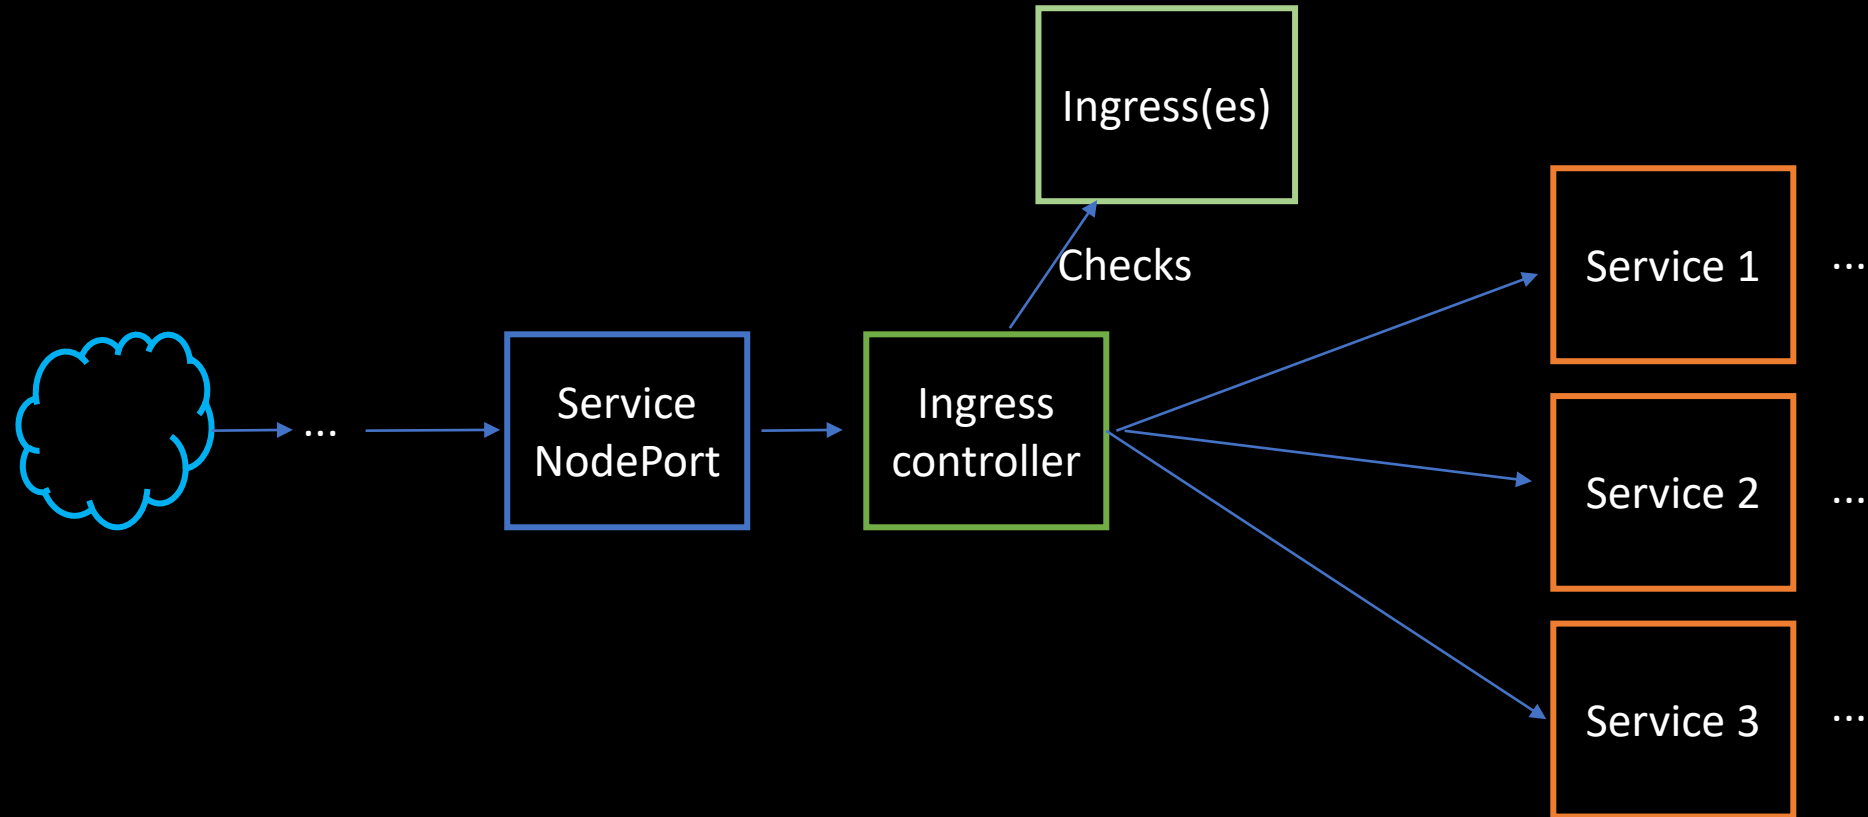 Ingress(es)
Checks
Service 1
...
...
Service
NodePort
Ingress
controller
Service 2
...
Service 3
...